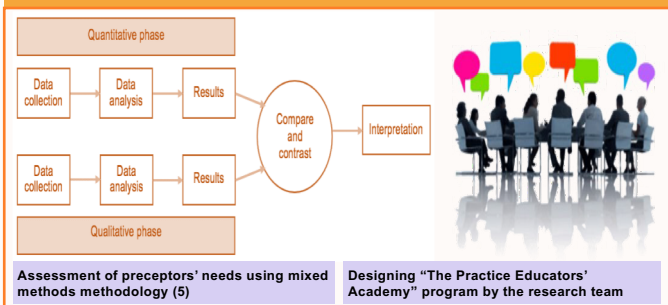 Quantitative phase
Data
collection
Data
analysis
Results
Compare
and
contrast
Interpretation
Data
collection
Data
analysis
Results
Qualitative phase
Assessment of preceptors' needs using mixed
methods methodology (5)
Designing “The Practice Educators’
Academy” program by the research team